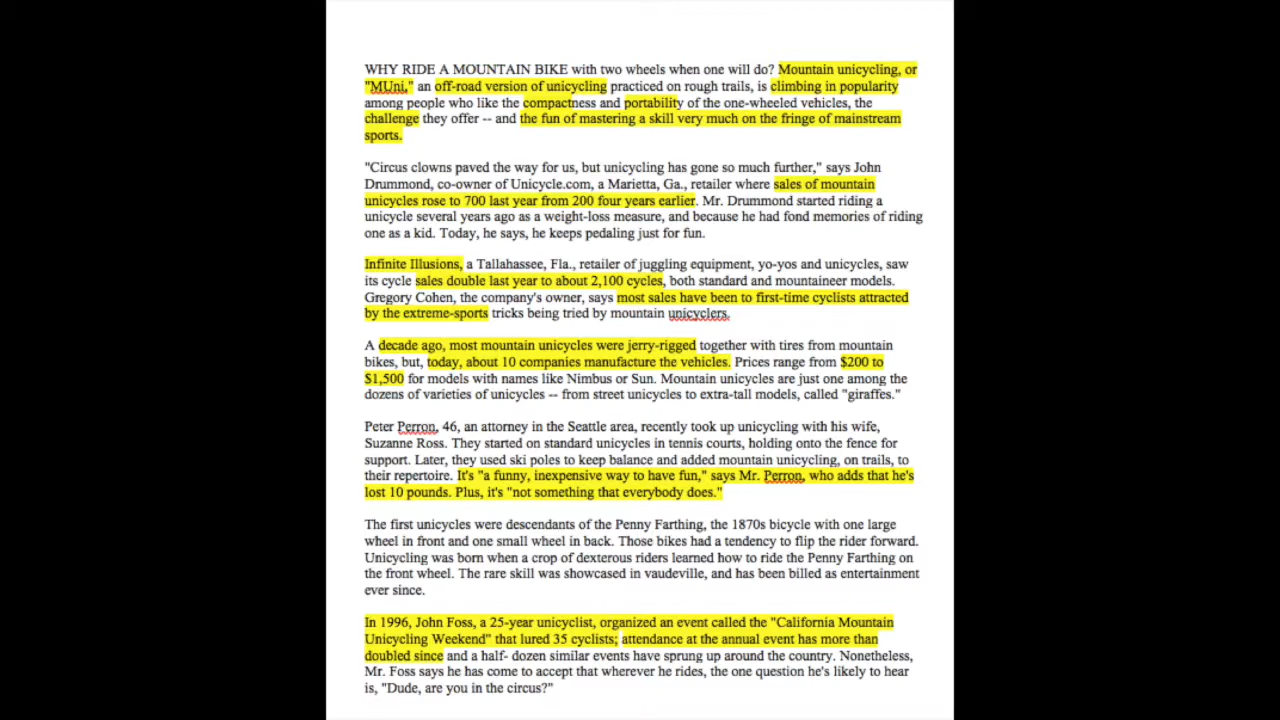 WHY RIDE A MOUNTAIN BIKE with two wheels when one will do? Mountain unicycling, or
"MUni," an off-road version of unicycling practiced on rough trails, is climbing in popularity
among people who like the compactness and portability of the one-wheeled vehicles, the
challenge they offer -- and the fun of mastering a skill very much on the fringe of mainstream
sports.
"Circus clowns paved the way for us, but unicycling has gone so much further," says John
Drummond, co-owner of Unicycle.com, a Marietta, Ga., retailer where sales of mountain
unicycles rose to 700 last year from 200 four years earlier. Mr. Drummond started riding a
unicycle several years ago as a weight-loss measure, and because he had fond memories of riding
one as a kid. Today, he says, he keeps pedaling just for fun.
Infinite Illusions, a Tallahassee, Fla., retailer of juggling equipment, yo-yos and unicycles, saw
its cycle sales double last year to about 2,100 cycles, both standard and mountaineer models.
Gregory Cohen, the company's owner, says most sales have been to first-time cyclists attracted
by the extreme-sports tricks being tried by mountain unicyclers.
A decade ago, most mountain unicycles were jerry-rigged together with tires from mountain
bikes, but, today, about 10 companies manufacture the vehicles. Prices range from $200 to
$1,500 for models with names like Nimbus or Sun. Mountain unicycles are just one among the
dozens of varieties of unicycles -- from street unicycles to extra-tall models, called "giraffes."
Peter Perron, 46, an attorney in the Seattle area, recently took up unicycling with his wife,
Suzanne Ross. They started on standard unicycles in tennis courts, holding onto the fence for
support. Later, they used ski poles to keep balance and added mountain unicycling, on trails, to
their repertoire. It's "a funny, inexpensive way to have fun," says Mr. Perron, who adds that he's
lost 10 pounds. Plus, it's "not something that everybody does."
The first unicycles were descendants of the Penny Farthing, the 1870s bicycle with one large
wheel in front and one small wheel in back. Those bikes had a tendency to flip the rider forward.
Unicycling was born when a crop of dexterous riders learned how to ride the Penny Farthing on
the front wheel. The rare skill was showcased in vaudeville, and has been billed as entertainment
ever since.
In 1996, John Foss, a 25-year unicyclist, organized an event called the "California Mountain
Unicycling Weekend" that lured 35 cyclists; attendance at the annual event has more than
doubled since and a half- dozen similar events have sprung up around the country. Nonetheless,
Mr. Foss says he has come to accept that wherever he rides, the one question he's likely to hear
is, "Dude, are you in the circus?"